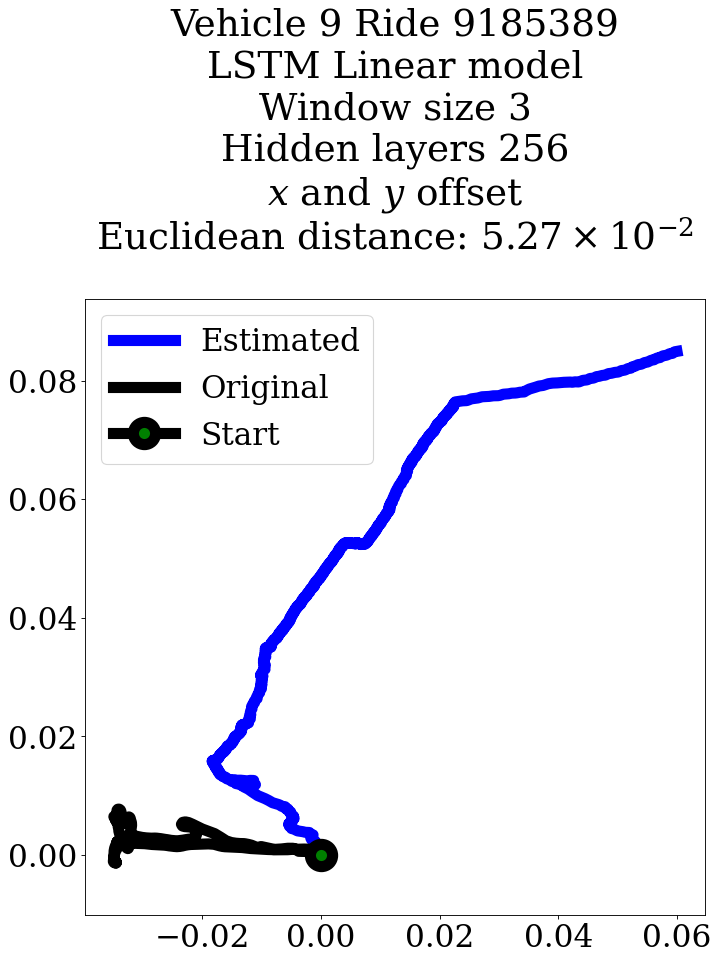 Vehicle 9 Ride 9185389
LSTM Linear model
Window size 3
Hidden layers 256
x and y offset
Euclidean distance: 5.27 × 10⁻²
Estimated
Original
Start
0.08
0.06
0.04
0.02
0.00
−0.02 0.00 0.02 0.04 0.06